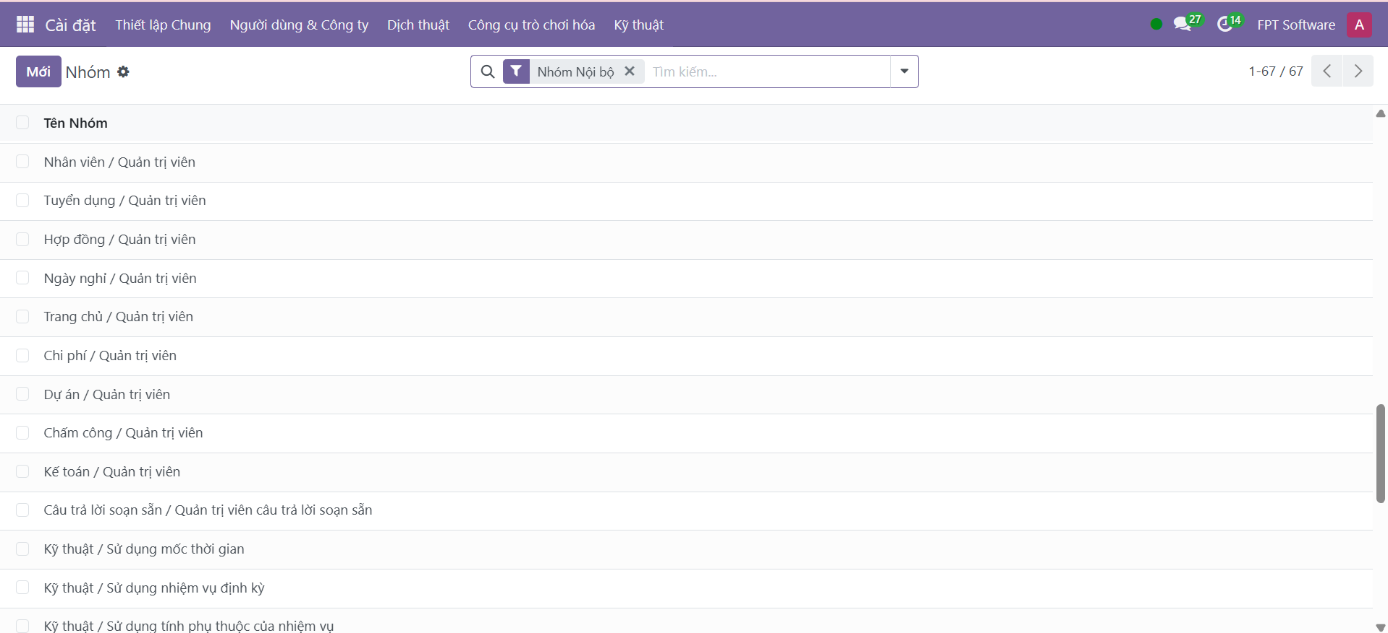 Cài đặt Thiết lập Chung Người dùng & Công ty Dịch thuật Công cụ trò chơi hóa Kỹ thuật 27 14 FPT Software A
Mới Nhóm Nhóm Nội bộ Tìm kiếm... 1-67 / 67
Tên Nhóm
Nhân viên / Quản trị viên
Tuyển dụng / Quản trị viên
Hợp đồng / Quản trị viên
Ngày nghỉ / Quản trị viên
Trang chủ / Quản trị viên
Chi phí / Quản trị viên
Dự án / Quản trị viên
Chấm công / Quản trị viên
Kế toán / Quản trị viên
Câu trả lời soạn sẵn / Quản trị viên câu trả lời soạn sẵn
Kỹ thuật / Sử dụng mốc thời gian
Kỹ thuật / Sử dụng nhiệm vụ định kỳ
Kỹ thuật / Sử dụng tính phụ thuộc của nhiệm vụ